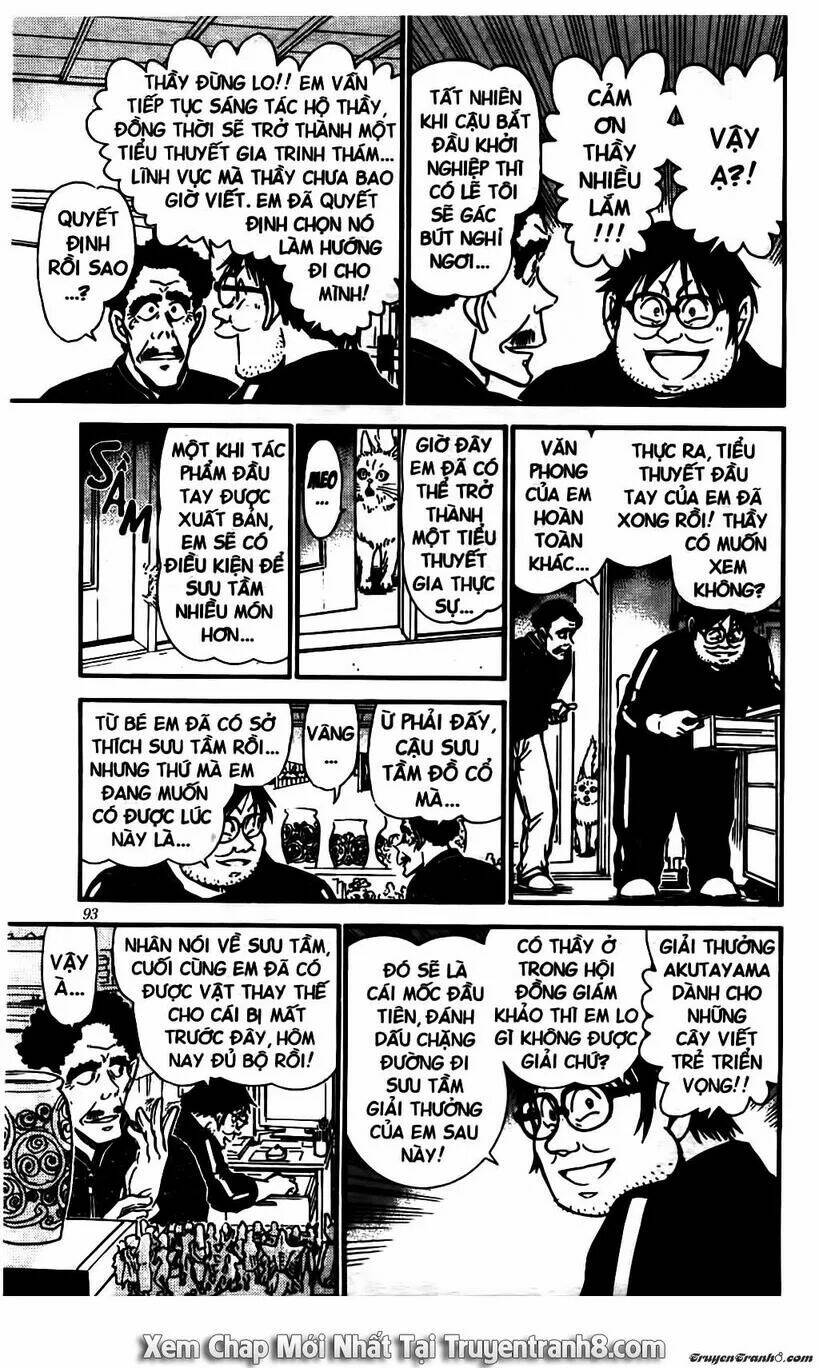 VẬY
Ạ?!
CẢM
ƠN
THẦY
NHIỀU
LẮM
!!!
TẤT NHIÊN
KHI CẬU BẮT
ĐẦU KHỞI
NGHIỆP THÌ
CÓ LẼ TÔI
SẼ GÁC
BÚT NGHỈ
NGƠI...
THẦY ĐỪNG LO!! EM VẪN
TIẾP TỤC SÁNG TÁC HỘ THẦY,
ĐỒNG THỜI SẼ TRỞ THÀNH MỘT
TIỂU THUYẾT GIA TRINH THÁM...
LĨNH VỰC MÀ THẦY CHƯA BAO
GIỜ VIẾT. EM ĐÃ QUYẾT
ĐỊNH CHỌN NÓ
LÀM HƯỚNG
ĐI CHO
MÌNH!
QUYẾT
ĐỊNH
RỒI SAO
...?
THỰC RA, TIỂU
THUYẾT ĐẦU
TAY CỦA EM ĐÃ
XONG RỒI! THẦY
CÓ MUỐN
XEM
KHÔNG?
VĂN
PHONG
CỦA EM
HOÀN
TOÀN
KHÁC...
GIỜ ĐÂY
EM ĐÃ CÓ
THỂ TRỞ
THÀNH
MỘT TIỂU
THUYẾT
GIA THỰC
SỰ...
MEO
...
MỘT KHI TÁC
PHẨM ĐẦU
TAY ĐƯỢC
XUẤT BẢN,
EM SẼ CÓ
ĐIỀU KIỆN ĐỂ
SƯU TẦM
NHIỀU MÓN
HƠN...
SẦM
Ừ PHẢI ĐẤY,
CẬU SƯU
TẦM ĐỒ CỔ
MÀ...
VÂNG
...
TỪ BÉ EM ĐÃ CÓ SỞ
THÍCH SƯU TẦM RỒI...
NHƯNG THỨ MÀ EM
ĐANG MUỐN
CÓ ĐƯỢC LÚC
NÀY LÀ...
93
GIẢI THƯỞNG
AKUTAYAMA
DÀNH CHO
NHỮNG
CÂY VIẾT
TRẺ TRIỂN
VỌNG!!
CÓ THẦY Ở
TRONG HỘI
ĐỒNG GIÁM
KHẢO THÌ EM LO
GÌ KHÔNG ĐƯỢC
GIẢI CHỨ?
ĐÓ SẼ LÀ
CÁI MỐC ĐẦU
TIÊN, ĐÁNH
DẤU CHẶNG
ĐƯỜNG ĐI
SƯU TẦM
GIẢI THƯỞNG
CỦA EM SAU
NÀY!
NHÂN NÓI VỀ SƯU TẦM,
CUỐI CÙNG EM ĐÃ CÓ
ĐƯỢC VẬT THAY THẾ
CHO CÁI BỊ MẤT
TRƯỚC ĐÂY, HÔM
NAY ĐỦ BỘ RỒI!
VẬY
À...
Xem Chap Mới Nhất Tại Truyentranh8.com
TruyenTranh8.com